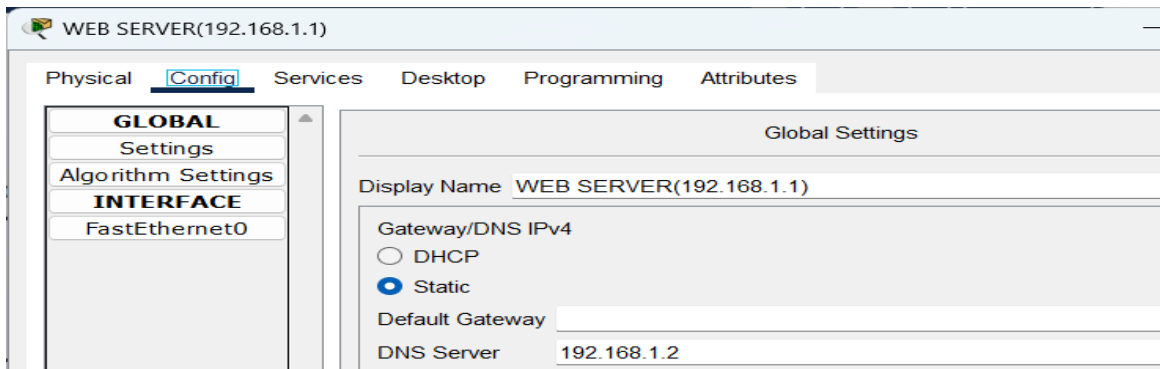 WEB SERVER(192.168.1.1)
Physical Config Services Desktop Programming Attributes
GLOBAL
Settings
Algorithm Settings
INTERFACE
FastEthernet0
Global Settings
Display Name WEB SERVER(192.168.1.1)
Gateway/DNS IPv4
DHCP
Static
Default Gateway
DNS Server 192.168.1.2